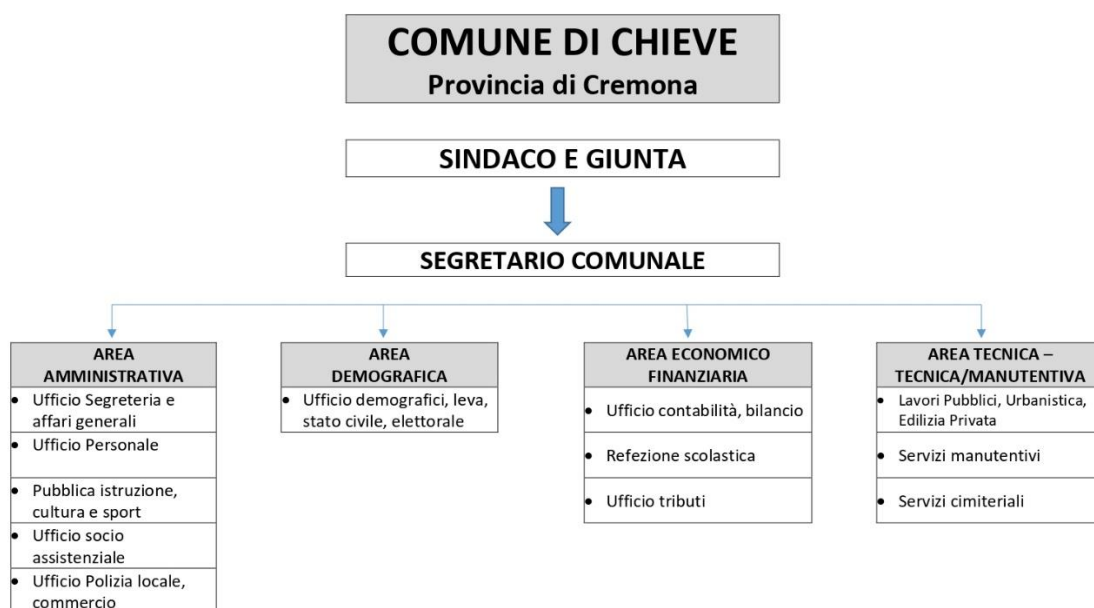 COMUNE DI CHIEVE
Provincia di Cremona
SINDACO E GIUNTA
SEGRETARIO COMUNALE
AREA
AMMINISTRATIVA
• Ufficio Segreteria e
affari generali
• Ufficio Personale
• Pubblica istruzione,
cultura e sport
• Ufficio socio
assistenziale
• Ufficio Polizia locale,
commercio
AREA
DEMOGRAFICA
• Ufficio demografici, leva,
stato civile, elettorale
AREA ECONOMICO
FINANZIARIA
• Ufficio contabilità, bilancio
• Refezione scolastica
• Ufficio tributi
AREA TECNICA –
TECNICA/MANUTENTIVA
• Lavori Pubblici, Urbanistica,
Edilizia Privata
• Servizi manutentivi
• Servizi cimiteriali